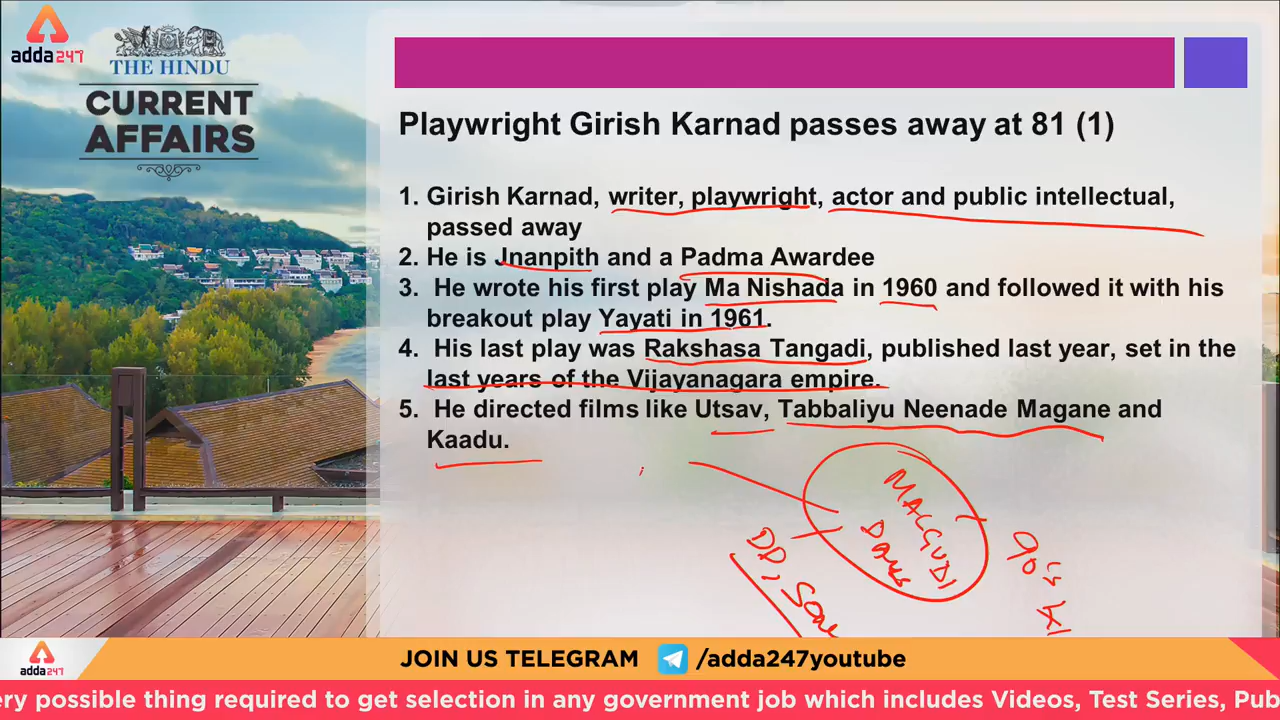 adda247
THE HINDU
CURRENT
AFFAIRS
Playwright Girish Karnad passes away at 81 (1)
1. Girish Karnad, writer, playwright, actor and public intellectual,
passed away
2. He is Jnanpith and a Padma Awardee
3. He wrote his first play Ma Nishada in 1960 and followed it with his
breakout play Yayati in 1961.
4. His last play was Rakshasa Tangadi, published last year, set in the
last years of the Vijayanagara empire.
5. He directed films like Utsav, Tabbaliyu Neenade Magane and
Kaadu.
MALGUDI
Days
DD,
90's
adda247
JOIN US TELEGRAM /adda247youtube
ery possible thing required to get selection in any government job which includes Videos, Test Series, Pub